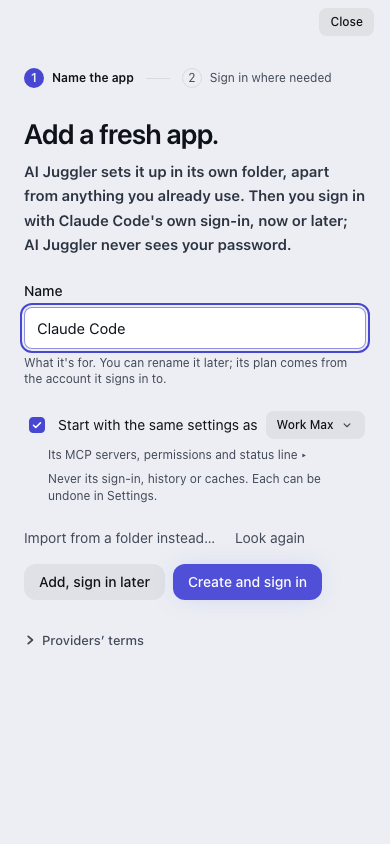 Close
1 Name the app 2 Sign in where needed
Add a fresh app.
AI Juggler sets it up in its own folder, apart
from anything you already use. Then you sign in
with Claude Code's own sign-in, now or later;
AI Juggler never sees your password.
Name
Claude Code
What it's for. You can rename it later; its plan comes from
the account it signs in to.
Start with the same settings as Work Max
Its MCP servers, permissions and status line ▸
Never its sign-in, history or caches. Each can be
undone in Settings.
Import from a folder instead... Look again
Add, sign in later Create and sign in
Providers’ terms